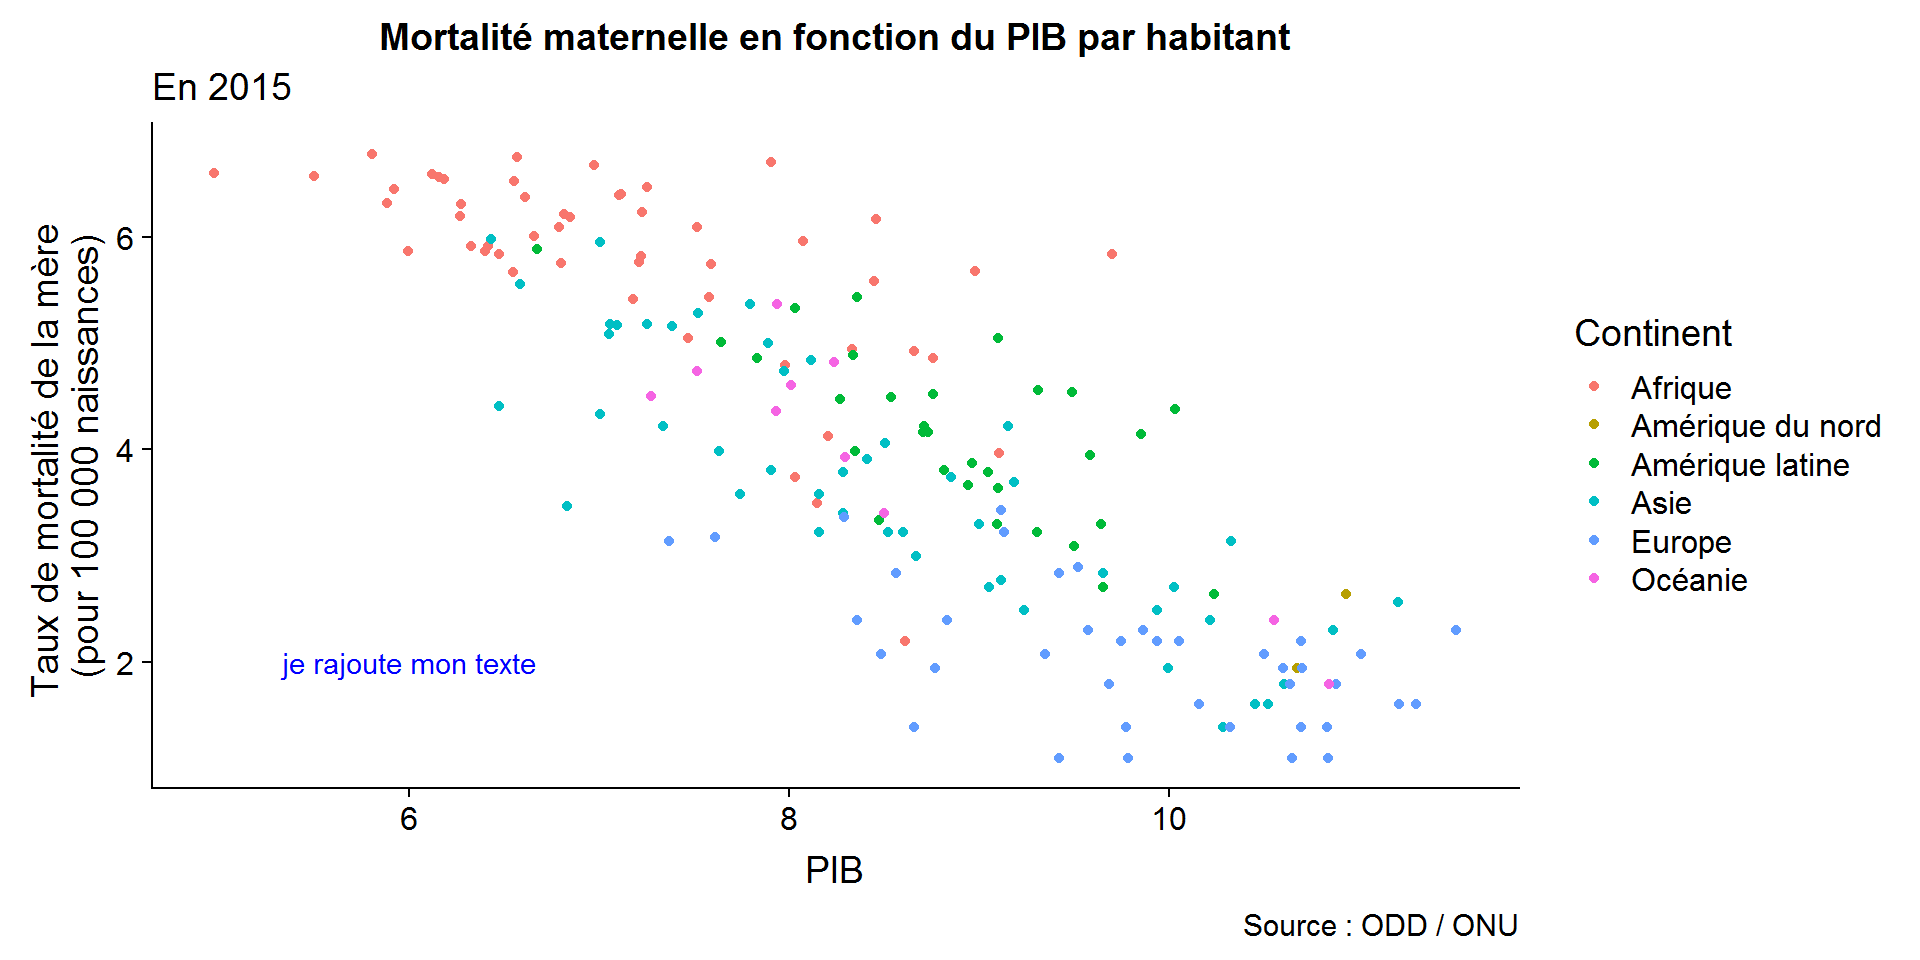 Mortalité maternelle en fonction du PIB par habitant
En 2015
Taux de mortalité de la mère
(pour 100 000 naissances)
6
4
2
je rajoute mon texte
6
8
10
PIB
Continent
Afrique
Amérique du nord
Amérique latine
Asie
Europe
Océanie
Source : ODD / ONU